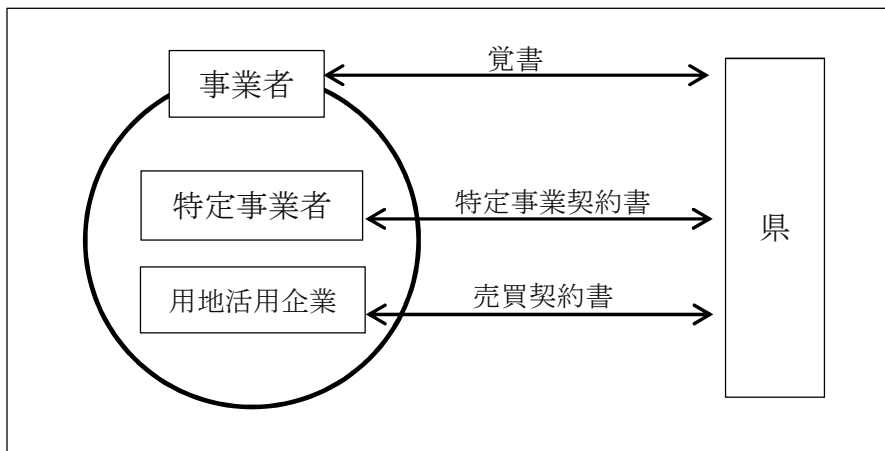 覚書
事業者
特定事業者
特定事業契約書
県
用地活用企業
売買契約書